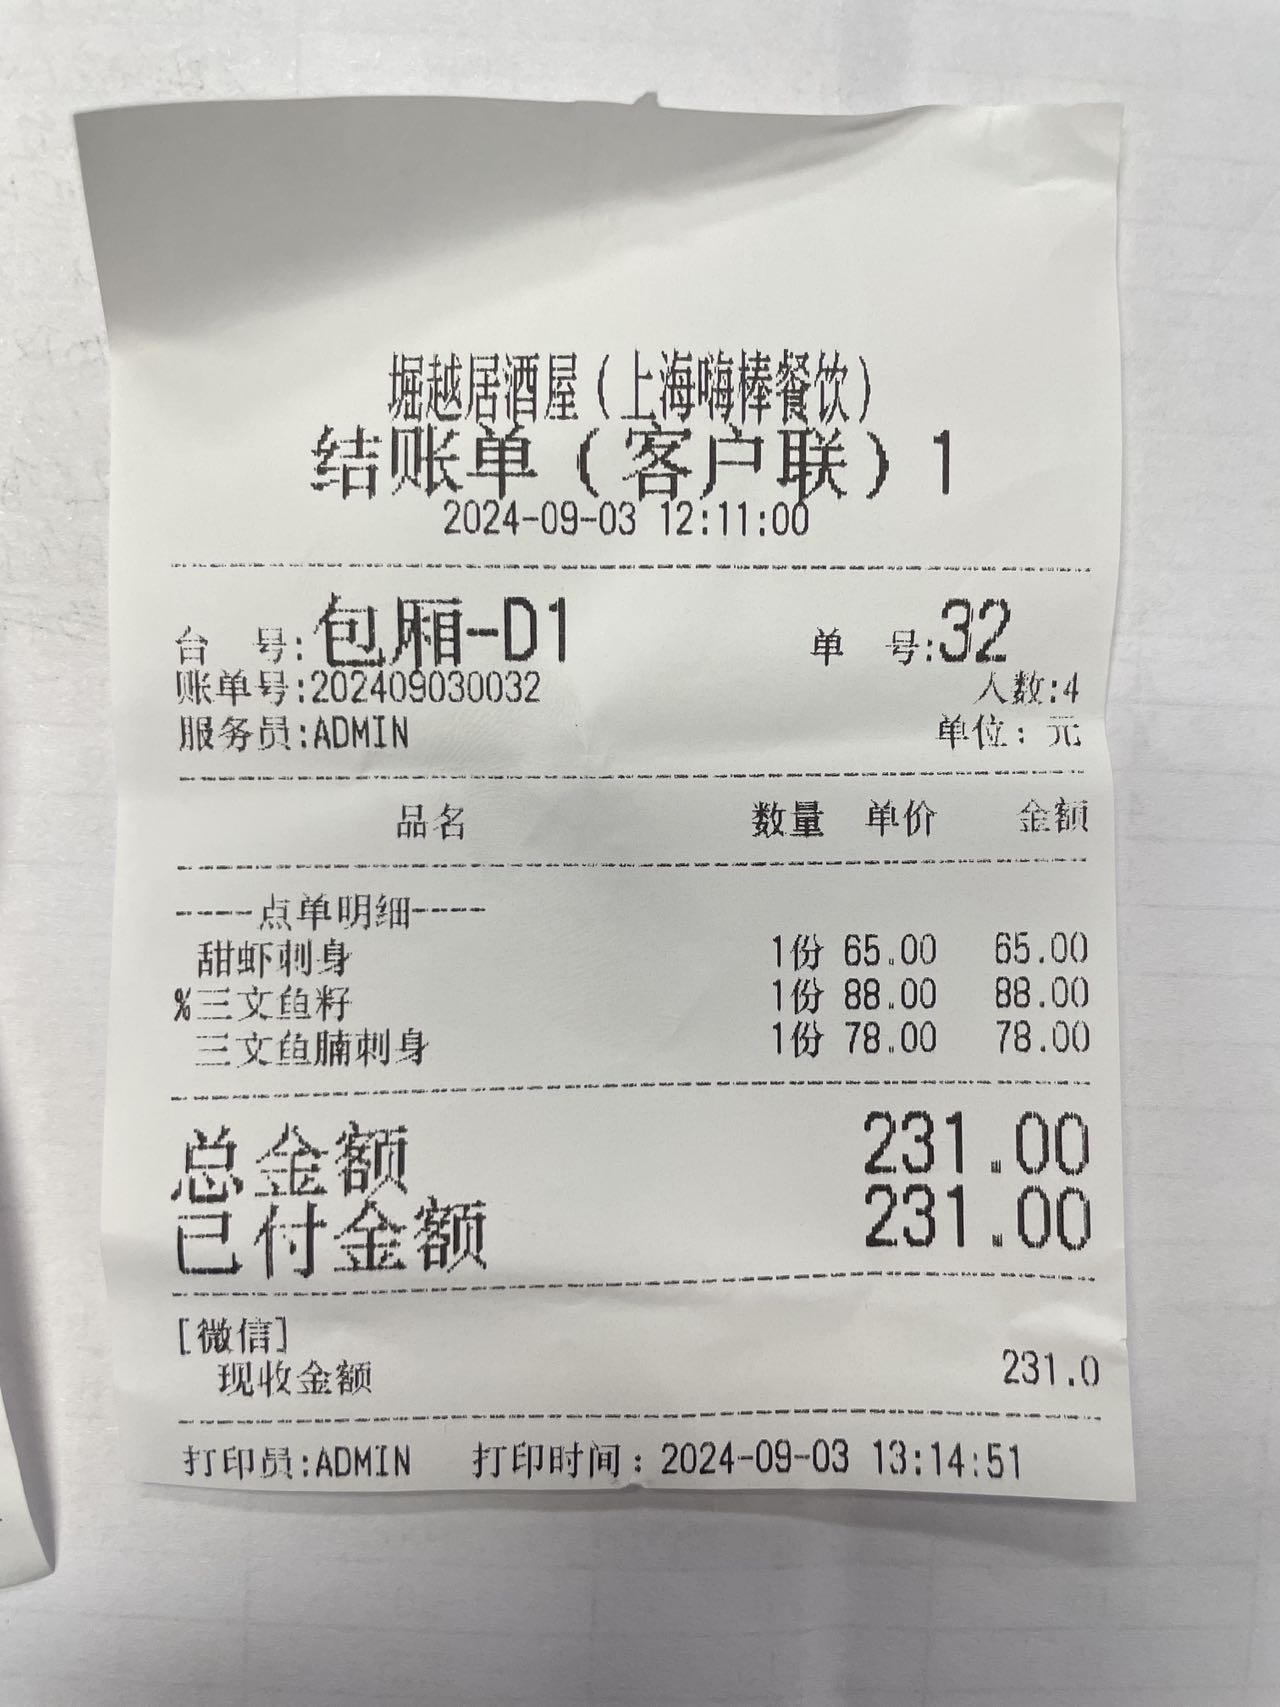 堀越居酒屋(上海嗨棒餐饮)
结账单(客户联)1
2024-09-03 12:11:00
台 号:包厢-D1 单 号:32
账单号:202409030032 人数:4
服务员:ADMIN 单位: 元
品名 数量 单价 金额
----点单明细----
甜虾刺身 1份 65.00 65.00
%三文鱼籽 1份 88.00 88.00
三文鱼腩刺身 1份 78.00 78.00
总金额 231.00
已付金额 231.00
[微信]
现收金额 231.0
打印员:ADMIN 打印时间: 2024-09-03 13:14:51